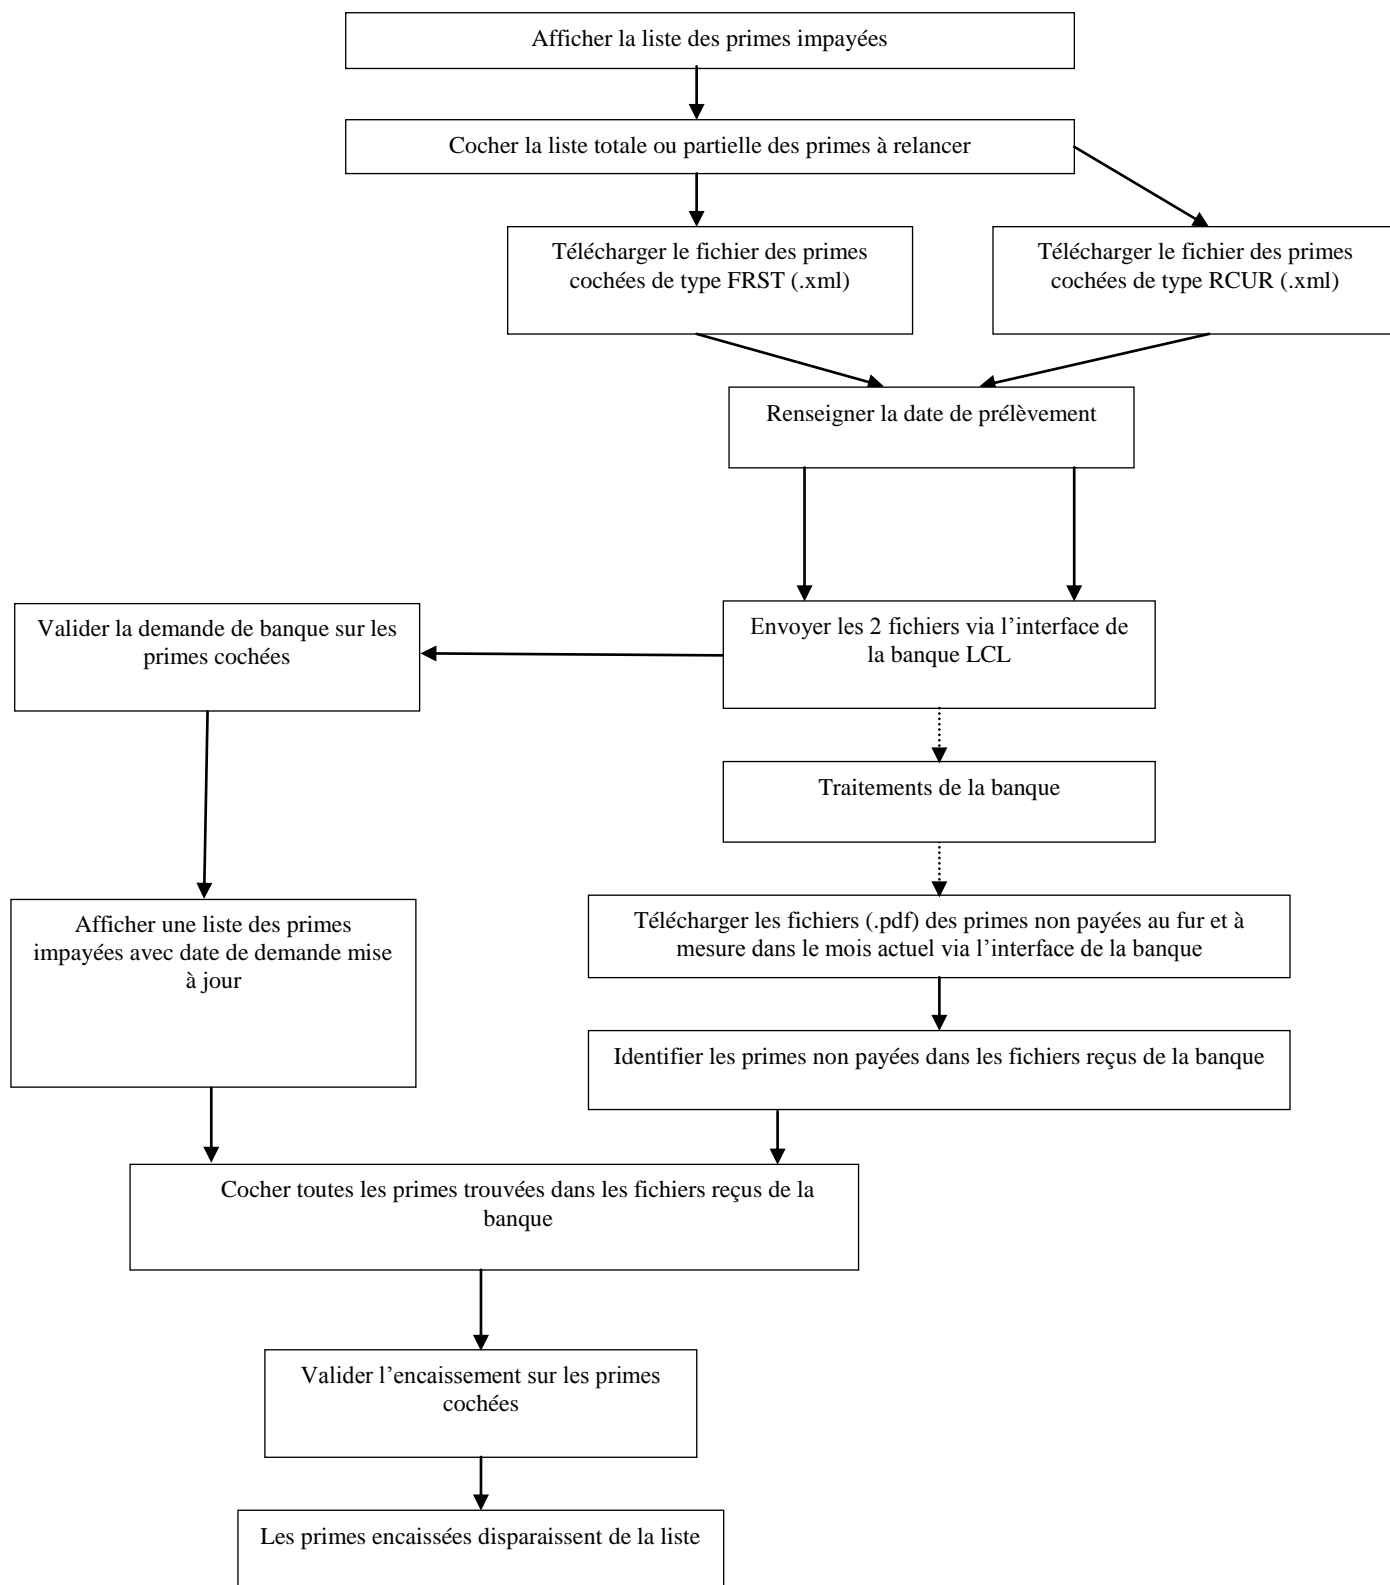 Afficher la liste des primes impayées
Cocher la liste totale ou partielle des primes à relancer
Télécharger le fichier des primes
cochées de type FRST (.xml)
Télécharger le fichier des primes
cochées de type RCUR (.xml)
Renseigner la date de prélèvement
Valider la demande de banque sur les
primes cochées
Envoyer les 2 fichiers via l’interface de
la banque LCL
Traitements de la banque
Afficher une liste des primes
impayées avec date de demande mise
à jour
Télécharger les fichiers (.pdf) des primes non payées au fur et à
mesure dans le mois actuel via l’interface de la banque
Identifier les primes non payées dans les fichiers reçus de la banque
Cocher toutes les primes trouvées dans les fichiers reçus de la
banque
Valider l’encaissement sur les primes
cochées
Les primes encaissées disparaissent de la liste